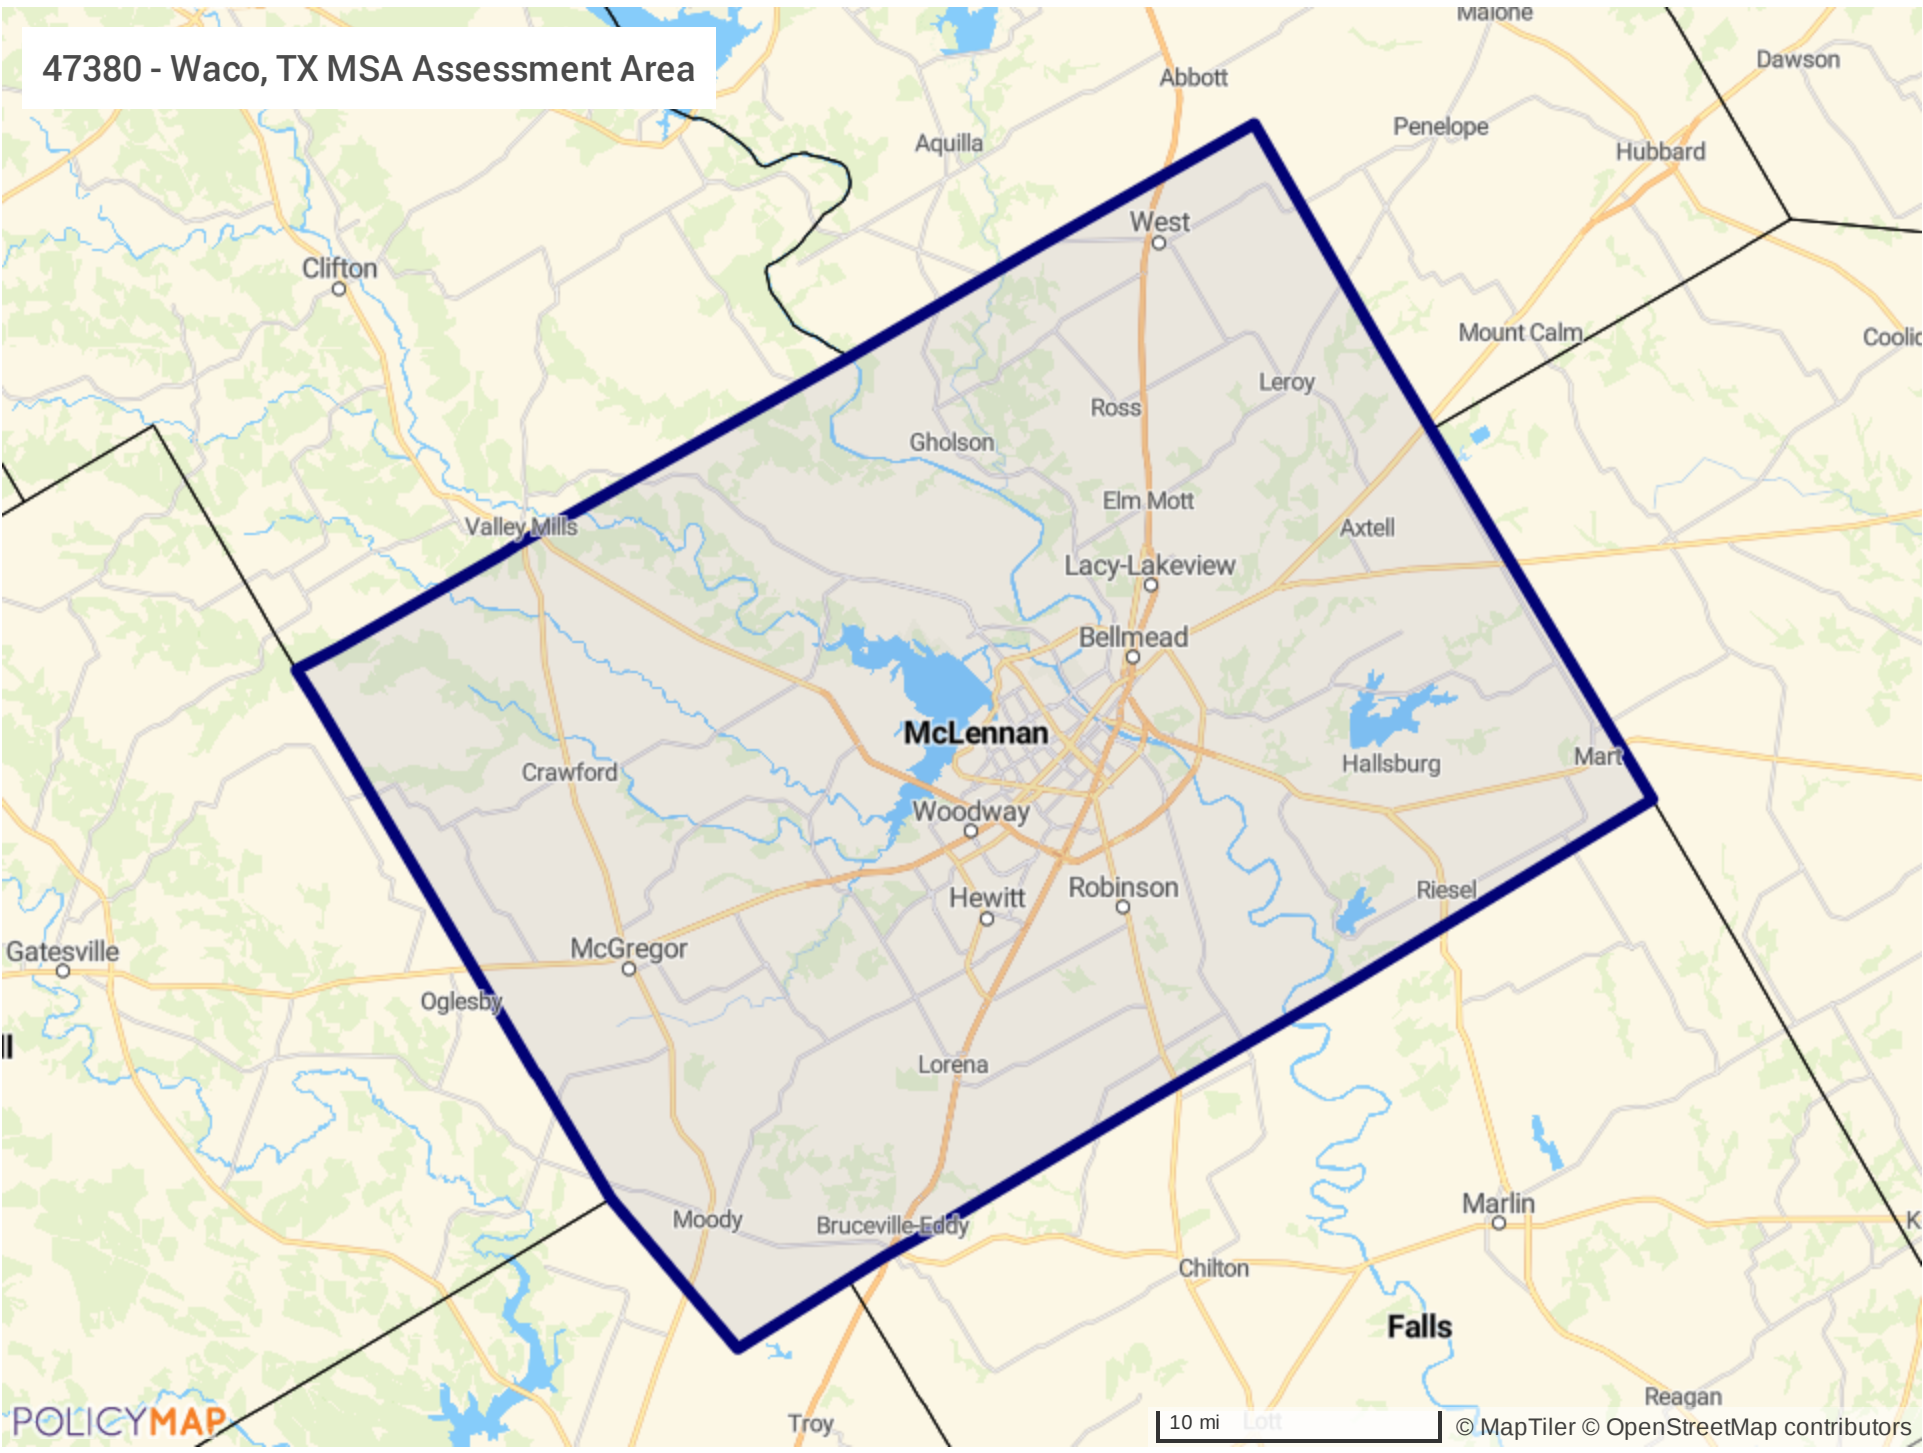 Malone
47380 - Waco, TX MSA Assessment Area
Dawson
Abbott
Penelope
Aquilla
Hubbard
West
Clifton
Mount Calm
Leroy
Ross
Gholson
Elm Mott
Valley Mills
Axtell
Lacy-Lakeview
Bellmead
McLennan
Mart
Hallsburg
Crawford
Woodway
Robinson
Riesel
Hewitt
McGregor
Gatesville
Oglesby
ll
Lorena
Marlin
Moody
K
Bruceville-Eddy
Chilton
Falls
Reagan
POLICYMAP
Troy
10 mi
Lott
© MapTiler © OpenStreetMap contributors